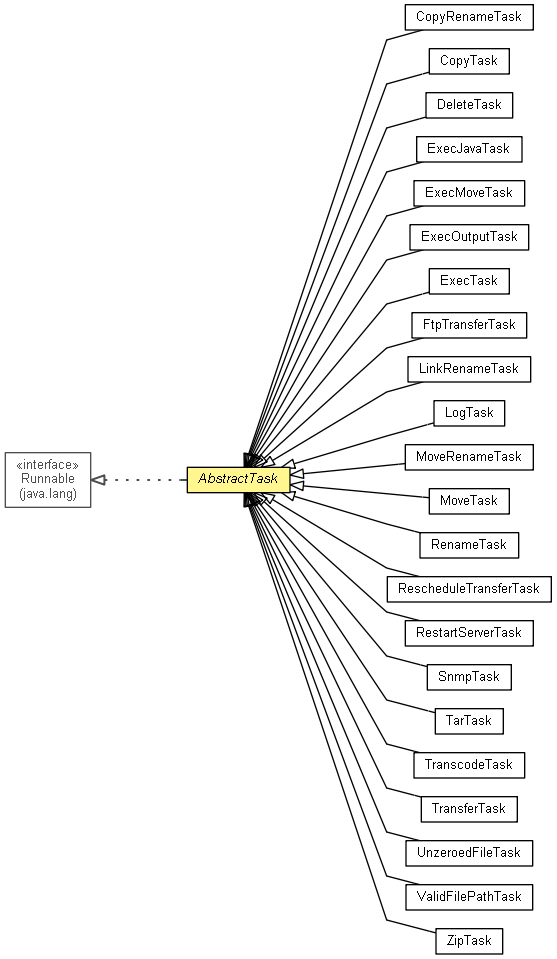 CopyRenameTask
CopyTask
DeleteTask
ExecJavaTask
ExecMoveTask
ExecOutputTask
ExecTask
FtpTransferTask
LinkRenameTask
LogTask
«interface»
Runnable
(java.lang)
AbstractTask
MoveRenameTask
MoveTask
RenameTask
RescheduleTransferTask
RestartServerTask
SnmpTask
TarTask
TranscodeTask
TransferTask
UnzeroedFileTask
ValidFilePathTask
ZipTask